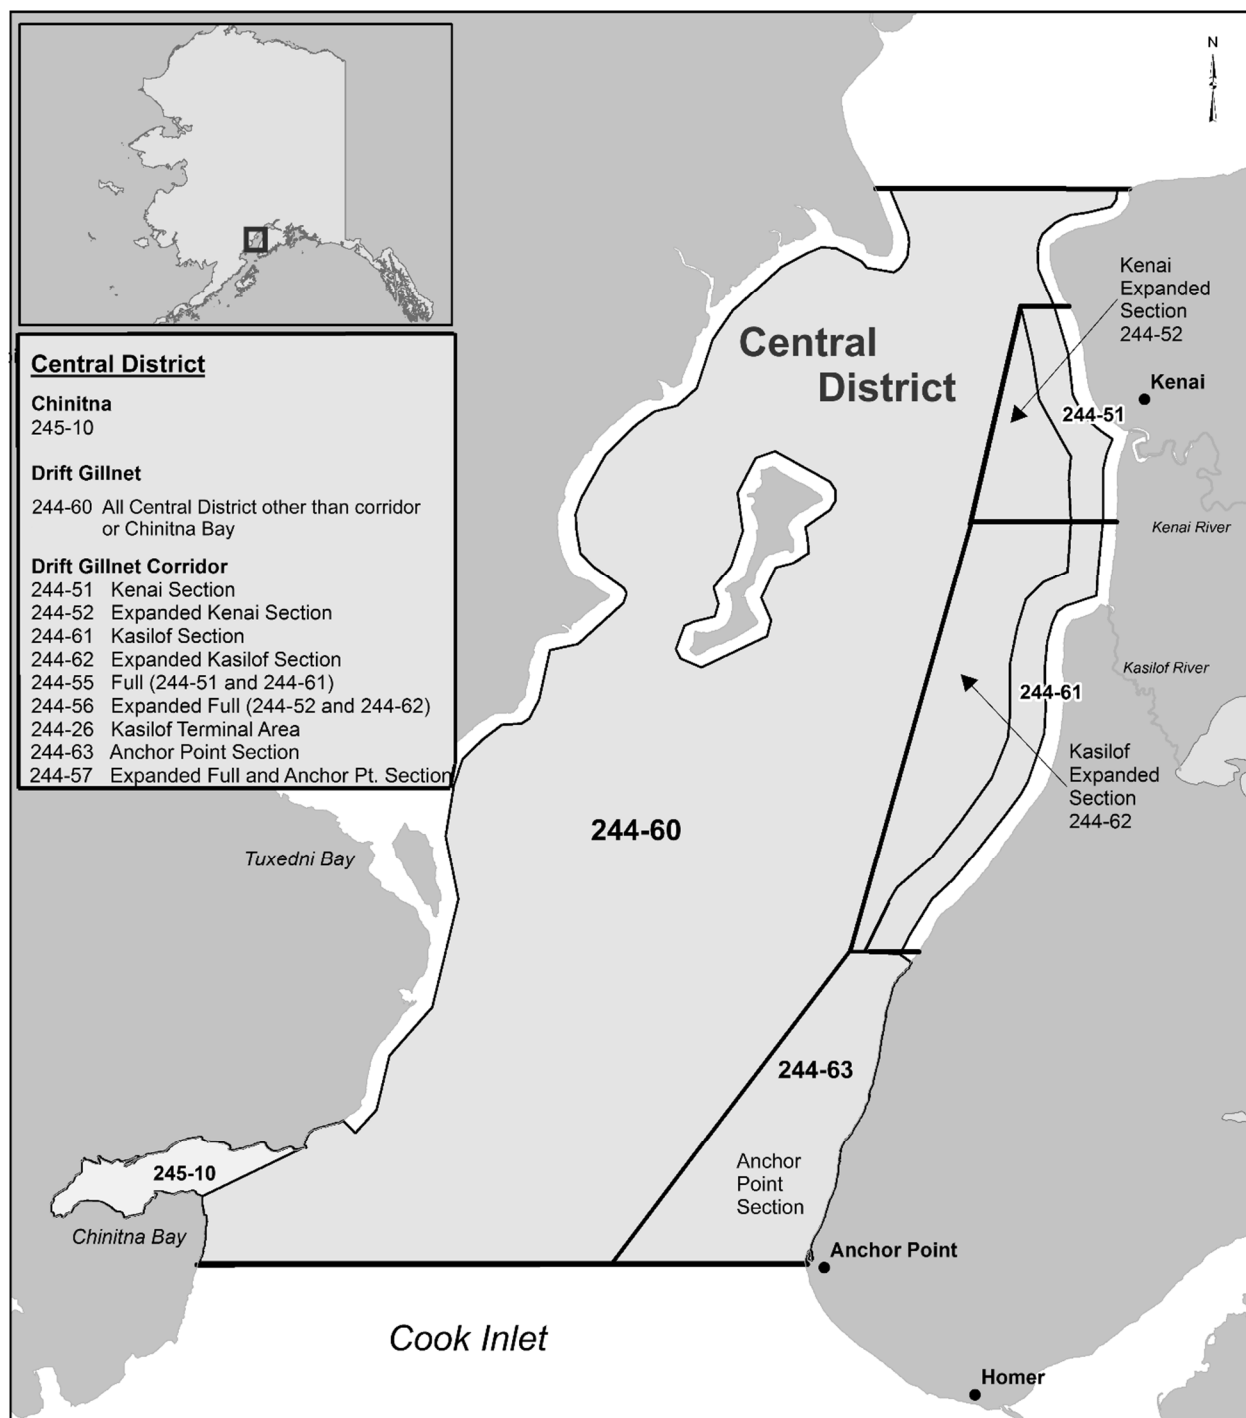 N
Central District
Chinitna
245-10
Drift Gillnet
244-60 All Central District other than corridor
or Chinitna Bay
Drift Gillnet Corridor
244-51 Kenai Section
244-52 Expanded Kenai Section
244-61 Kasilof Section
244-62 Expanded Kasilof Section
244-55 Full (244-51 and 244-61)
244-56 Expanded Full (244-52 and 244-62)
244-26 Kasilof Terminal Area
244-63 Anchor Point Section
244-57 Expanded Full and Anchor Pt. Section
Central
District
Kenai
Expanded
Section
244-52
Kenai
244-51
Kenai River
Kasilof River
244-61
Kasilof
Expanded
Section
244-62
244-60
Tuxedni Bay
244-63
Anchor
Point
Section
245-10
Chinitna Bay
Anchor Point
Cook Inlet
Homer